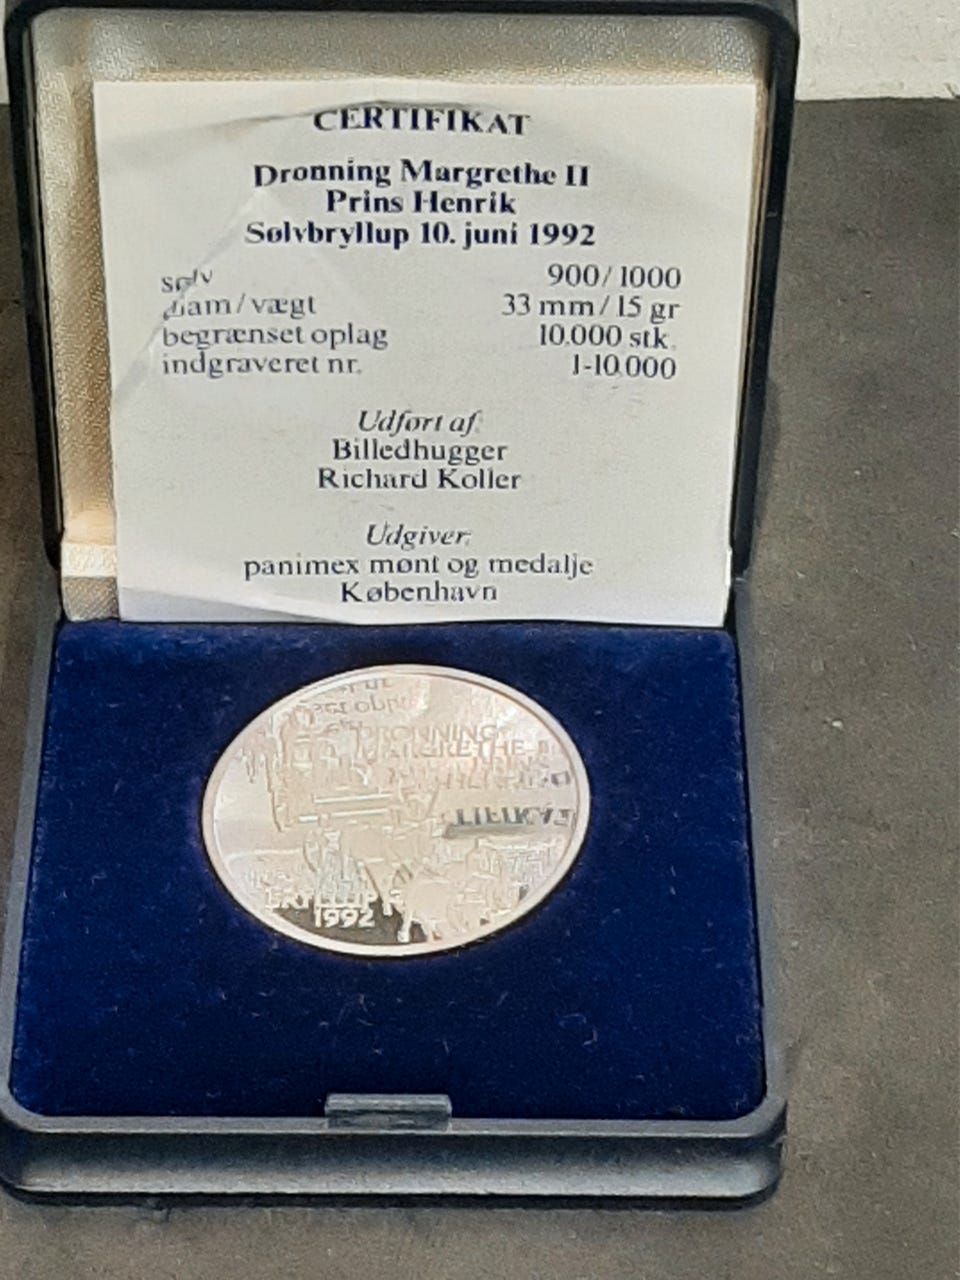 CERTIFIKAT
Dronning Margrethe II
Prins Henrik
Sølvbryllup 10. juni 1992
sølv 900/1000
diam/vægt 33 mm/15 gr
begrænset oplag 10.000 stk.
indgraveret nr. 1-10.000
Udført af:
Billedhugger
Richard Koller
Udgiver:
panimex mønt og medalje
København
DRONNING
MARGRETHE II
1992